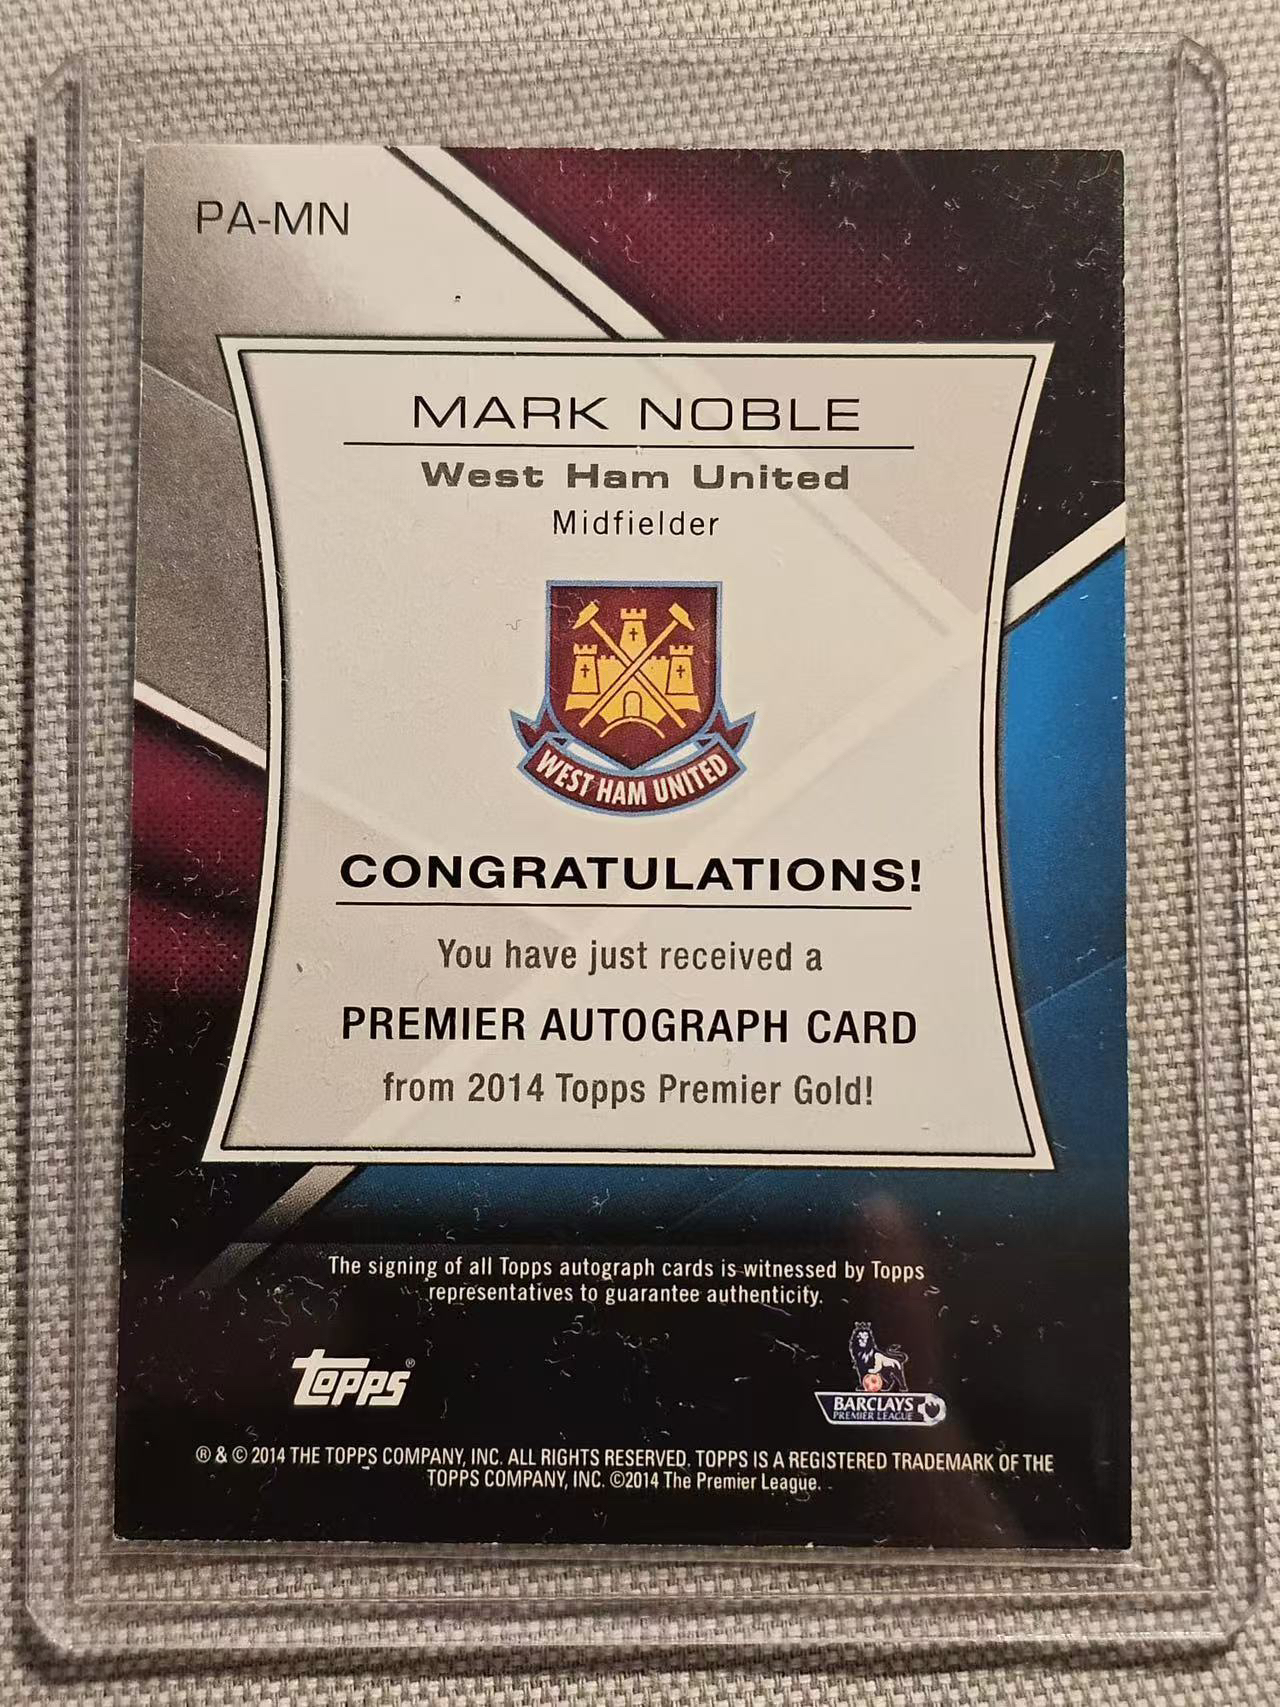 PA-MN
MARK NOBLE
West Ham United
Midfielder
WEST HAM UNITED
CONGRATULATIONS!
You have just received a
PREMIER AUTOGRAPH CARD
from 2014 Topps Premier Gold!
The signing of all Topps autograph cards is witnessed by Topps
representatives to guarantee authenticity.
topps®
BARCLAYS
PREMIER LEAGUE
® & © 2014 THE TOPPS COMPANY, INC. ALL RIGHTS RESERVED. TOPPS IS A REGISTERED TRADEMARK OF THE
TOPPS COMPANY, INC. ©2014 The Premier League.